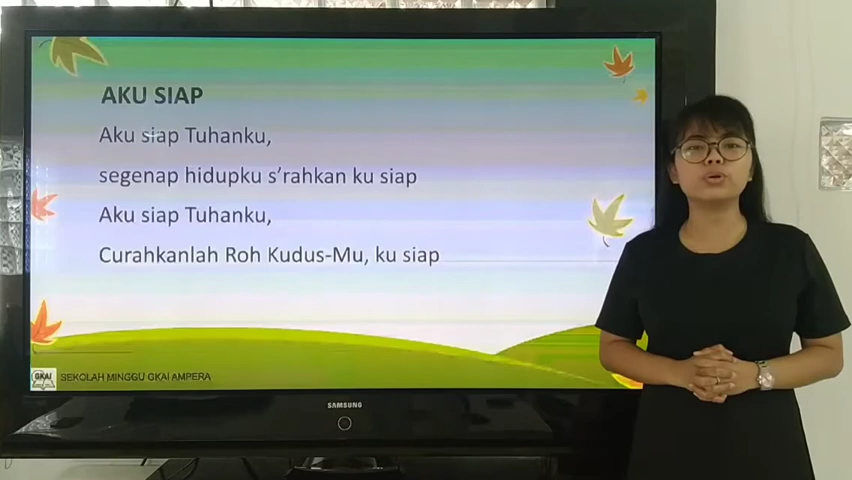 AKU SIAP
Aku siap Tuhanku,
segenap hidupku s'rahkan ku siap
Aku siap Tuhanku,
Curahkanlah Roh Kudus-Mu, ku siap
GKAI
SEKOLAH MINGGU GKAI AMPERA
SAMSUNG